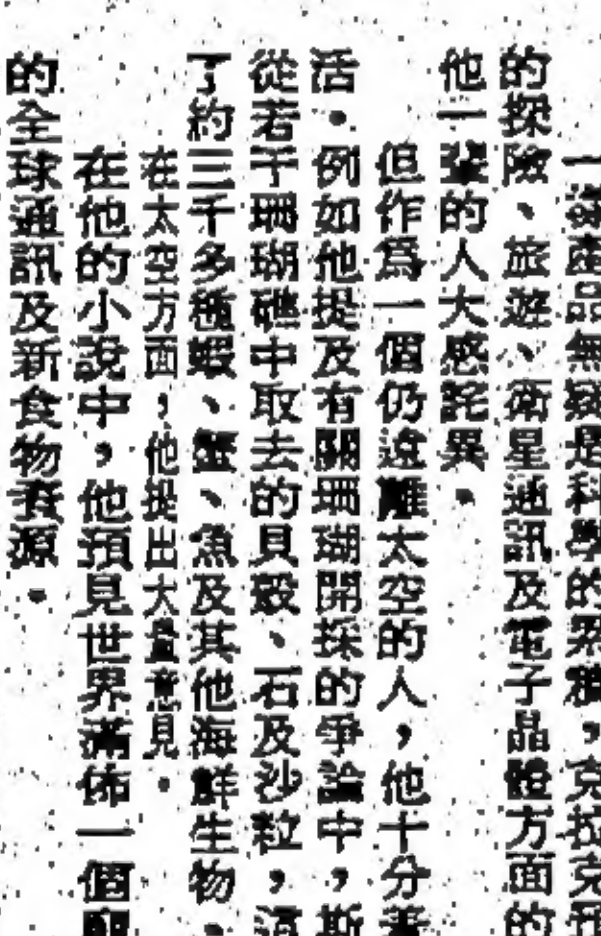 一?產品無疑是科學的累積，克拉克
的探險、旅遊、衛星通訊及電子晶體方面的
他一輩的人大感詫異。
但作爲一個仍遠離太空的人，他十分
活。例如他提及有關珊瑚開採的爭論中，斯
從若干珊瑚礁中取去的貝殼、石及沙粒，這
了約三千多種蝦、蟹、魚及其他海鮮生物。
在太空方面，他提出大量意見。
在他的小說中，他預見世界滿佈一個
的全球通訊及新食物資源。